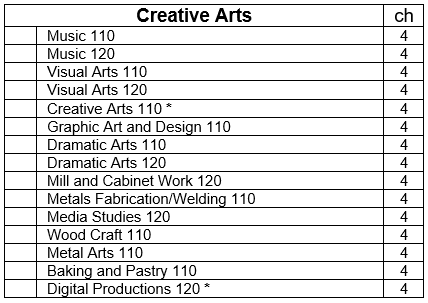 Creative Arts ch
Music 110 4
Music 120 4
Visual Arts 110 4
Visual Arts 120 4
Creative Arts 110 * 4
Graphic Art and Design 110 4
Dramatic Arts 110 4
Dramatic Arts 120 4
Mill and Cabinet Work 120 4
Metals Fabrication/Welding 110 4
Media Studies 120 4
Wood Craft 110 4
Metal Arts 110 4
Baking and Pastry 110 4
Digital Productions 120 * 4